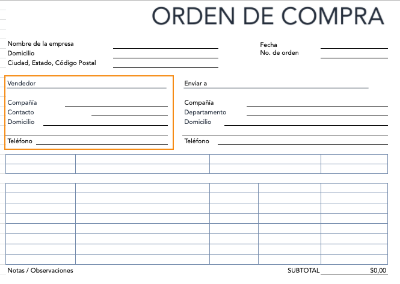 ORDEN DE COMPRA
Nombre de la empresa
Fecha
Domicilio
No. de orden
Ciudad, Estado, Código Postal
Vendedor
Enviar a
Compañía
Compañía
Contacto
Departamento
Domicilio
Domicilio
Teléfono
Teléfono
Notas / Observaciones
SUBTOTAL
$0,00